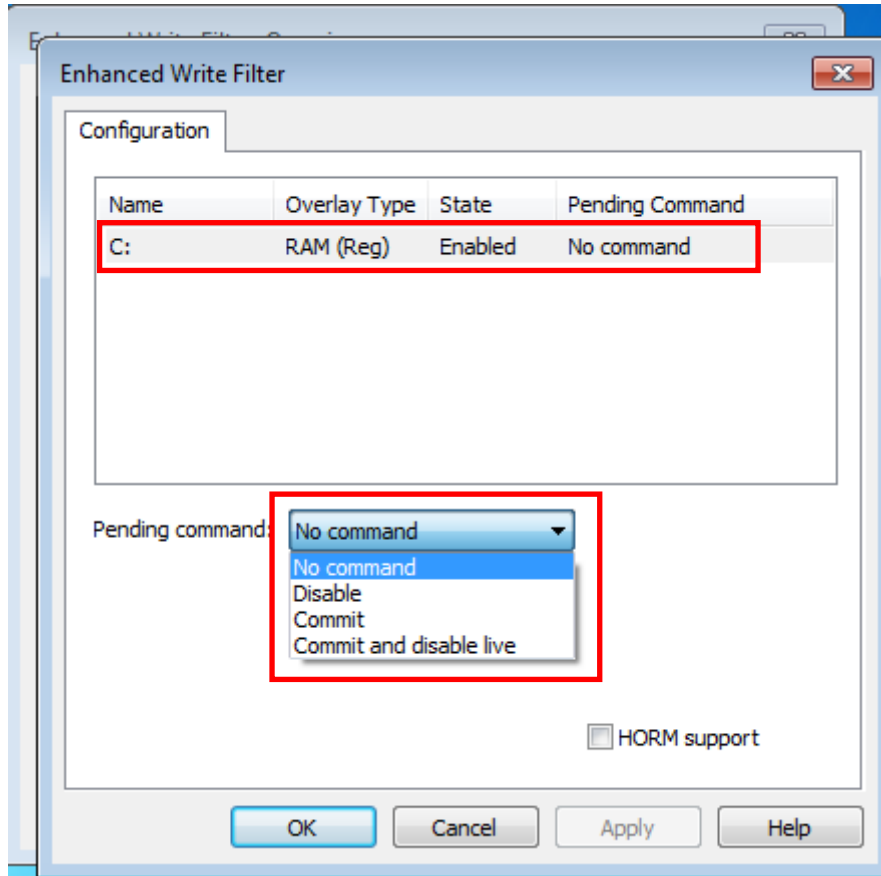 Enhanced Write Filter
Configuration
Name Overlay Type State Pending Command
C: RAM (Reg) Enabled No command
Pending command: No command
No command
Disable
Commit
Commit and disable live
HORM support
OK Cancel Apply Help